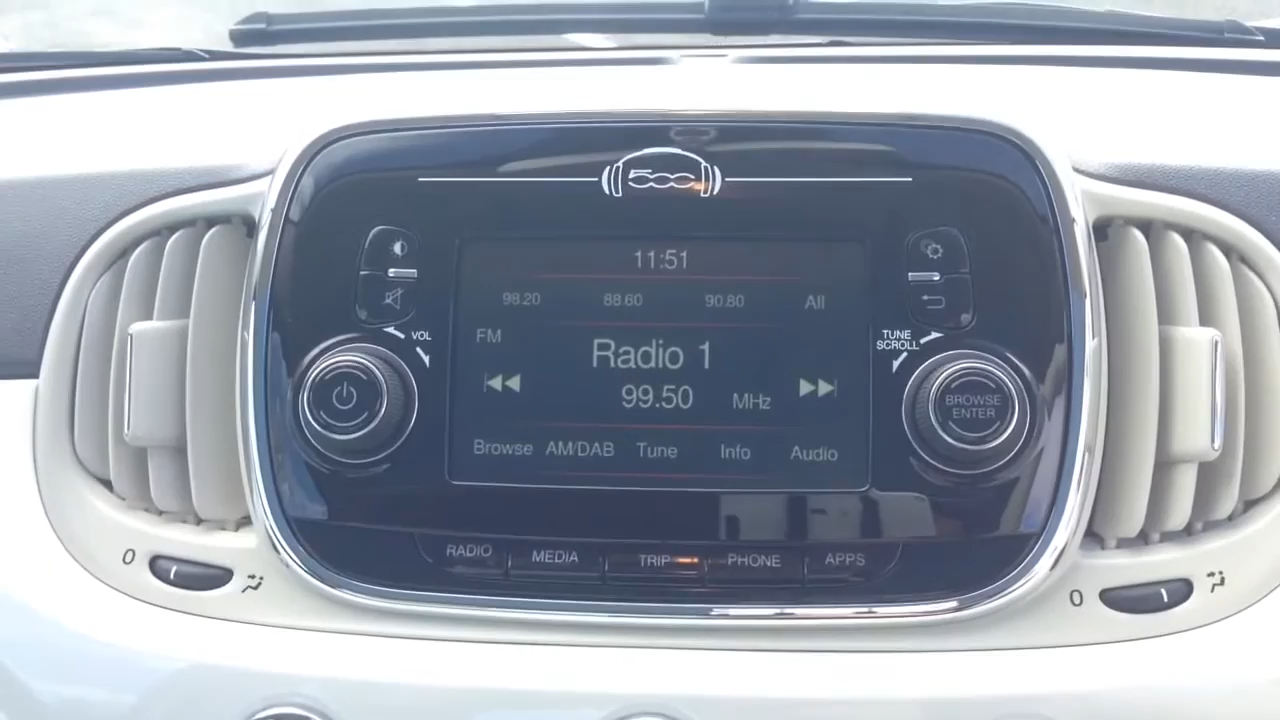 500
11:51
98.20 88.60 90.80 All
FM
Radio 1
99.50 MHz
Browse AM/DAB Tune Info Audio
VOL
TUNE
SCROLL
BROWSE
ENTER
RADIO MEDIA TRIP PHONE APPS
0
0